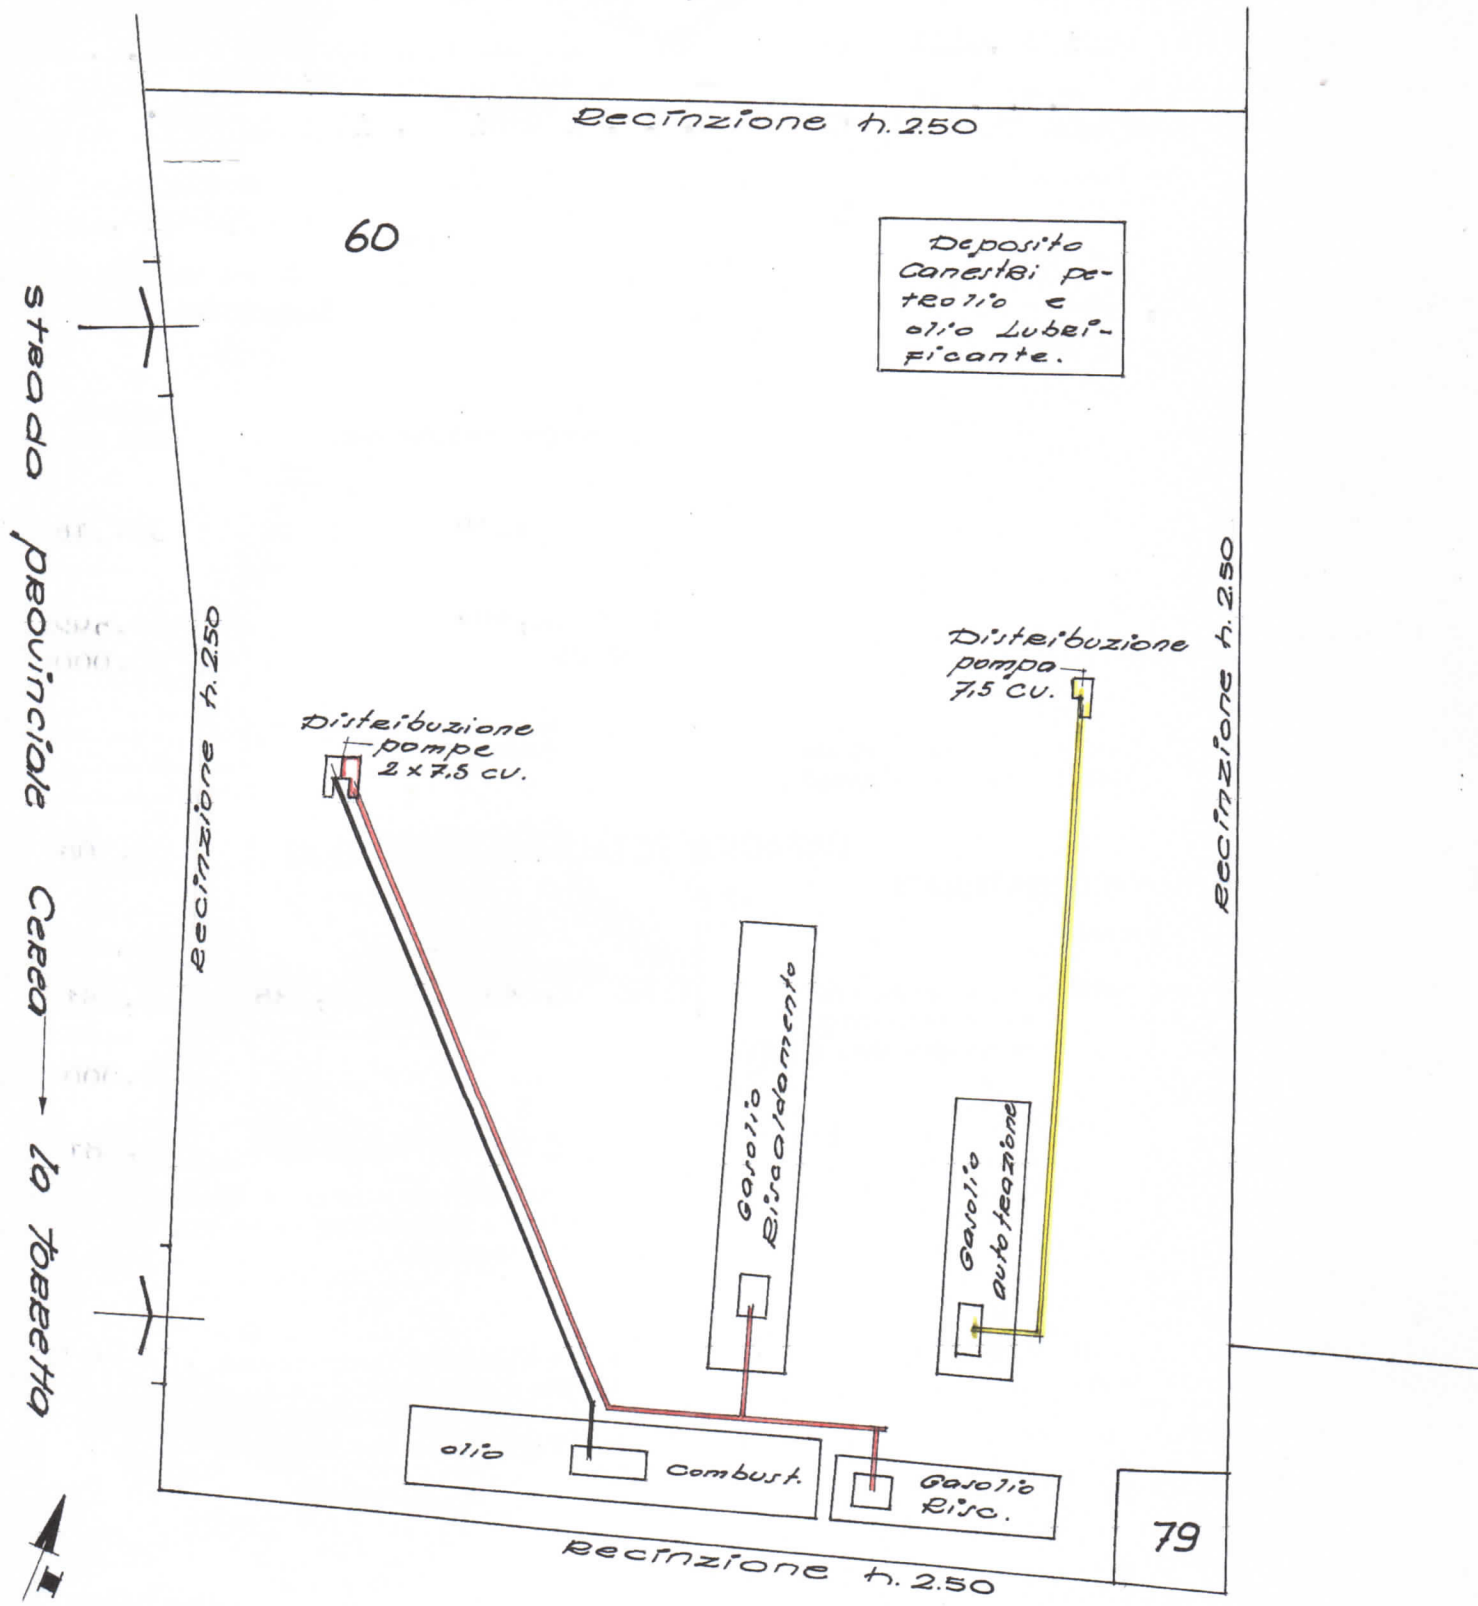 Recinzione h. 2.50
60
Deposito
Canestri pe-
trolio e
olio Lubri-
ficante.
strada provinciale Cerea → la Torretta
Recinzione h. 2.50
Recinzione h. 2.50
Distribuzione
pompa
7,5 cv.
Distribuzione
pompe
2 x 7,5 cv.
Gasolio
Riscaldamento
Gasolio
autotrazione
olio
Combust.
Gasolio
Risc.
79
Recinzione h. 2.50